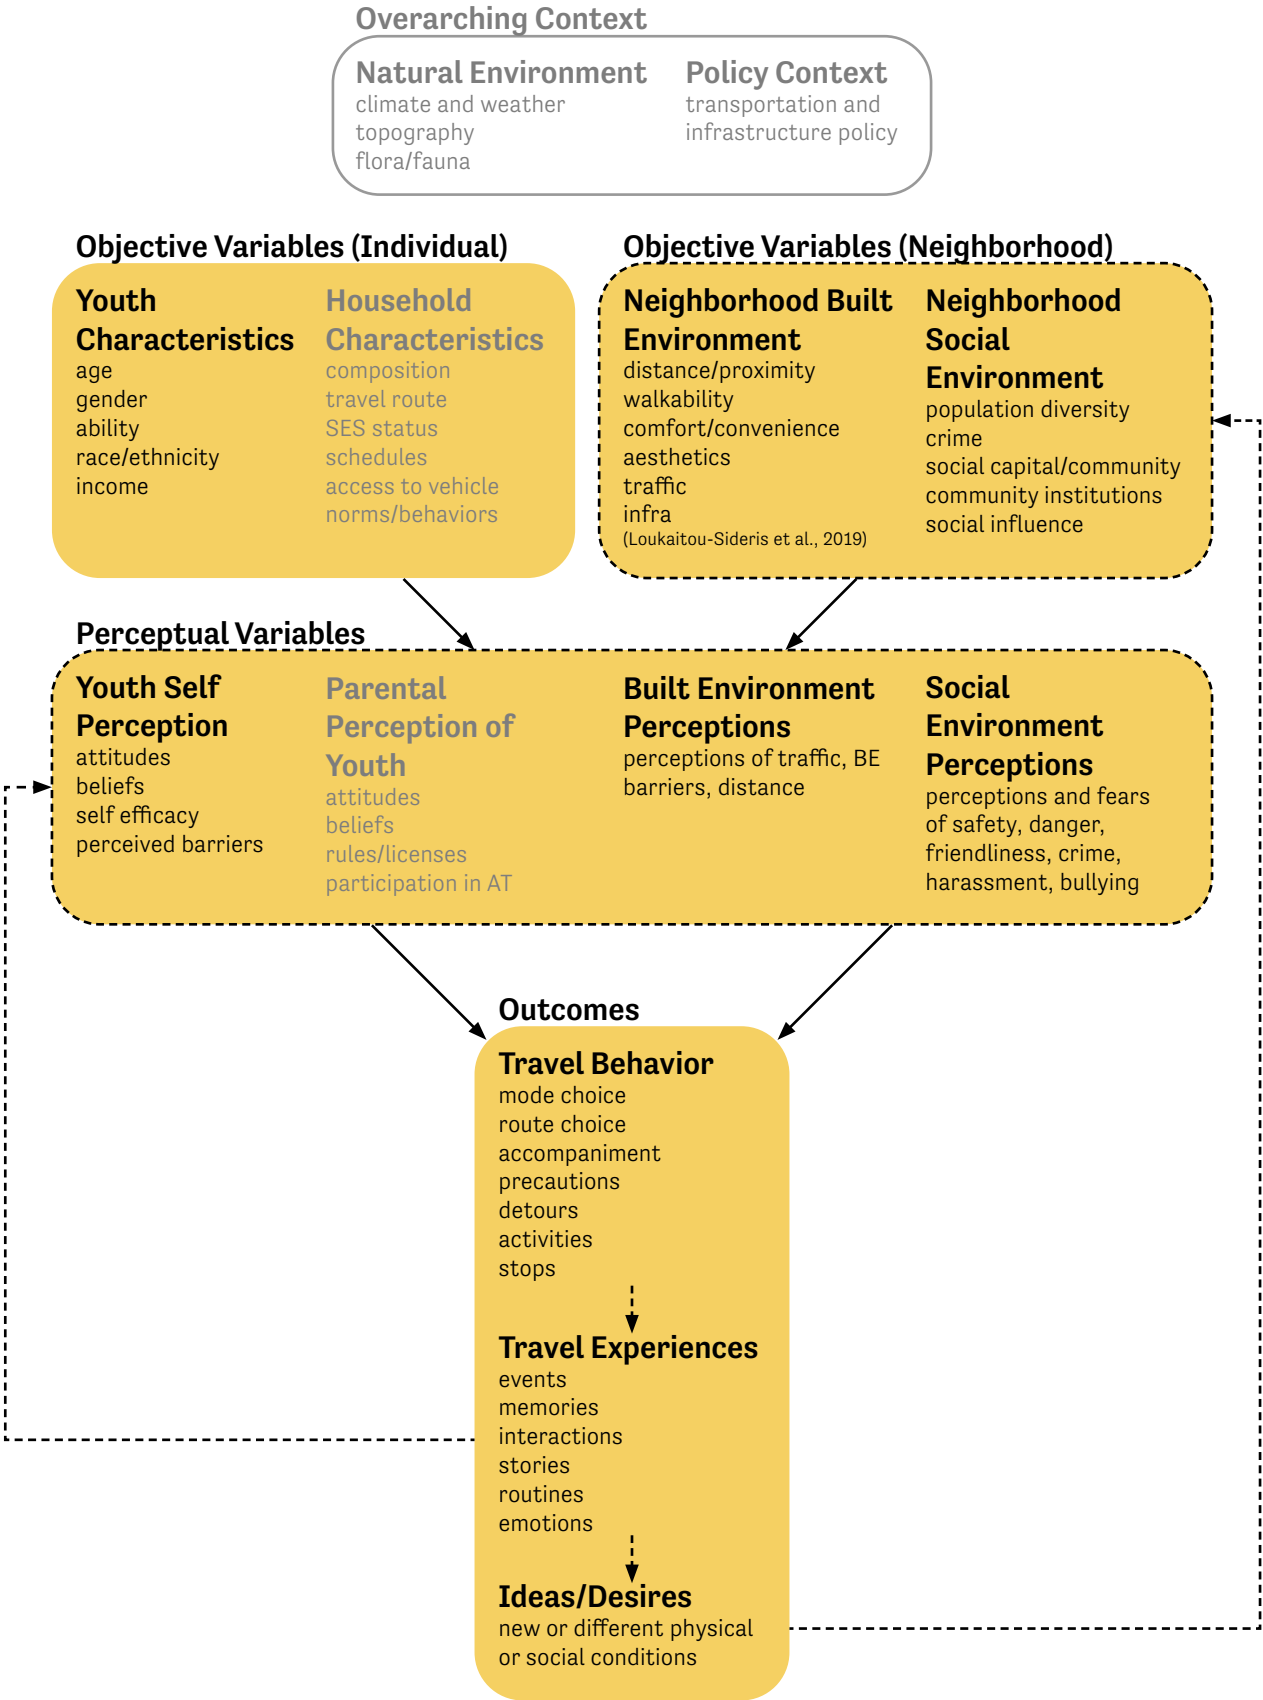 Overarching Context
Natural Environment
climate and weather
topography
flora/fauna
Policy Context
transportation and
infrastructure policy
Objective Variables (Individual)
Youth
Characteristics
age
gender
ability
race/ethnicity
income
Household
Characteristics
composition
travel route
SES status
schedules
access to vehicle
norms/behaviors
Objective Variables (Neighborhood)
Neighborhood Built
Environment
distance/proximity
walkability
comfort/convenience
aesthetics
traffic
infra
(Loukaitou-Sideris et al., 2019)
Neighborhood
Social
Environment
population diversity
crime
social capital/community
community institutions
social influence
Perceptual Variables
Youth Self
Perception
attitudes
beliefs
self efficacy
perceived barriers
Parental
Perception of
Youth
attitudes
beliefs
rules/licenses
participation in AT
Built Environment
Perceptions
perceptions of traffic, BE
barriers, distance
Social
Environment
Perceptions
perceptions and fears
of safety, danger,
friendliness, crime,
harassment, bullying
Outcomes
Travel Behavior
mode choice
route choice
accompaniment
precautions
detours
activities
stops
Travel Experiences
events
memories
interactions
stories
routines
emotions
Ideas/Desires
new or different physical
or social conditions